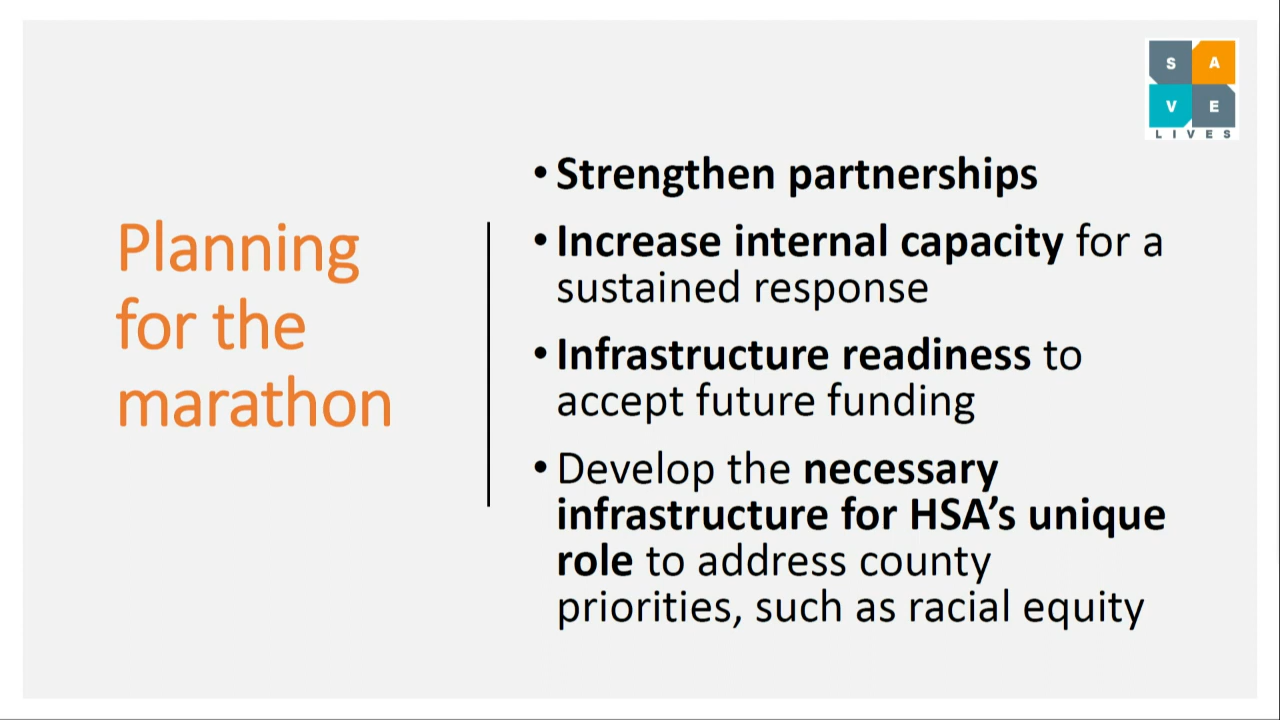 S A
V E
LIVES
Planning
for the
marathon
• Strengthen partnerships
• Increase internal capacity for a
sustained response
• Infrastructure readiness to
accept future funding
• Develop the necessary
infrastructure for HSA’s unique
role to address county
priorities, such as racial equity